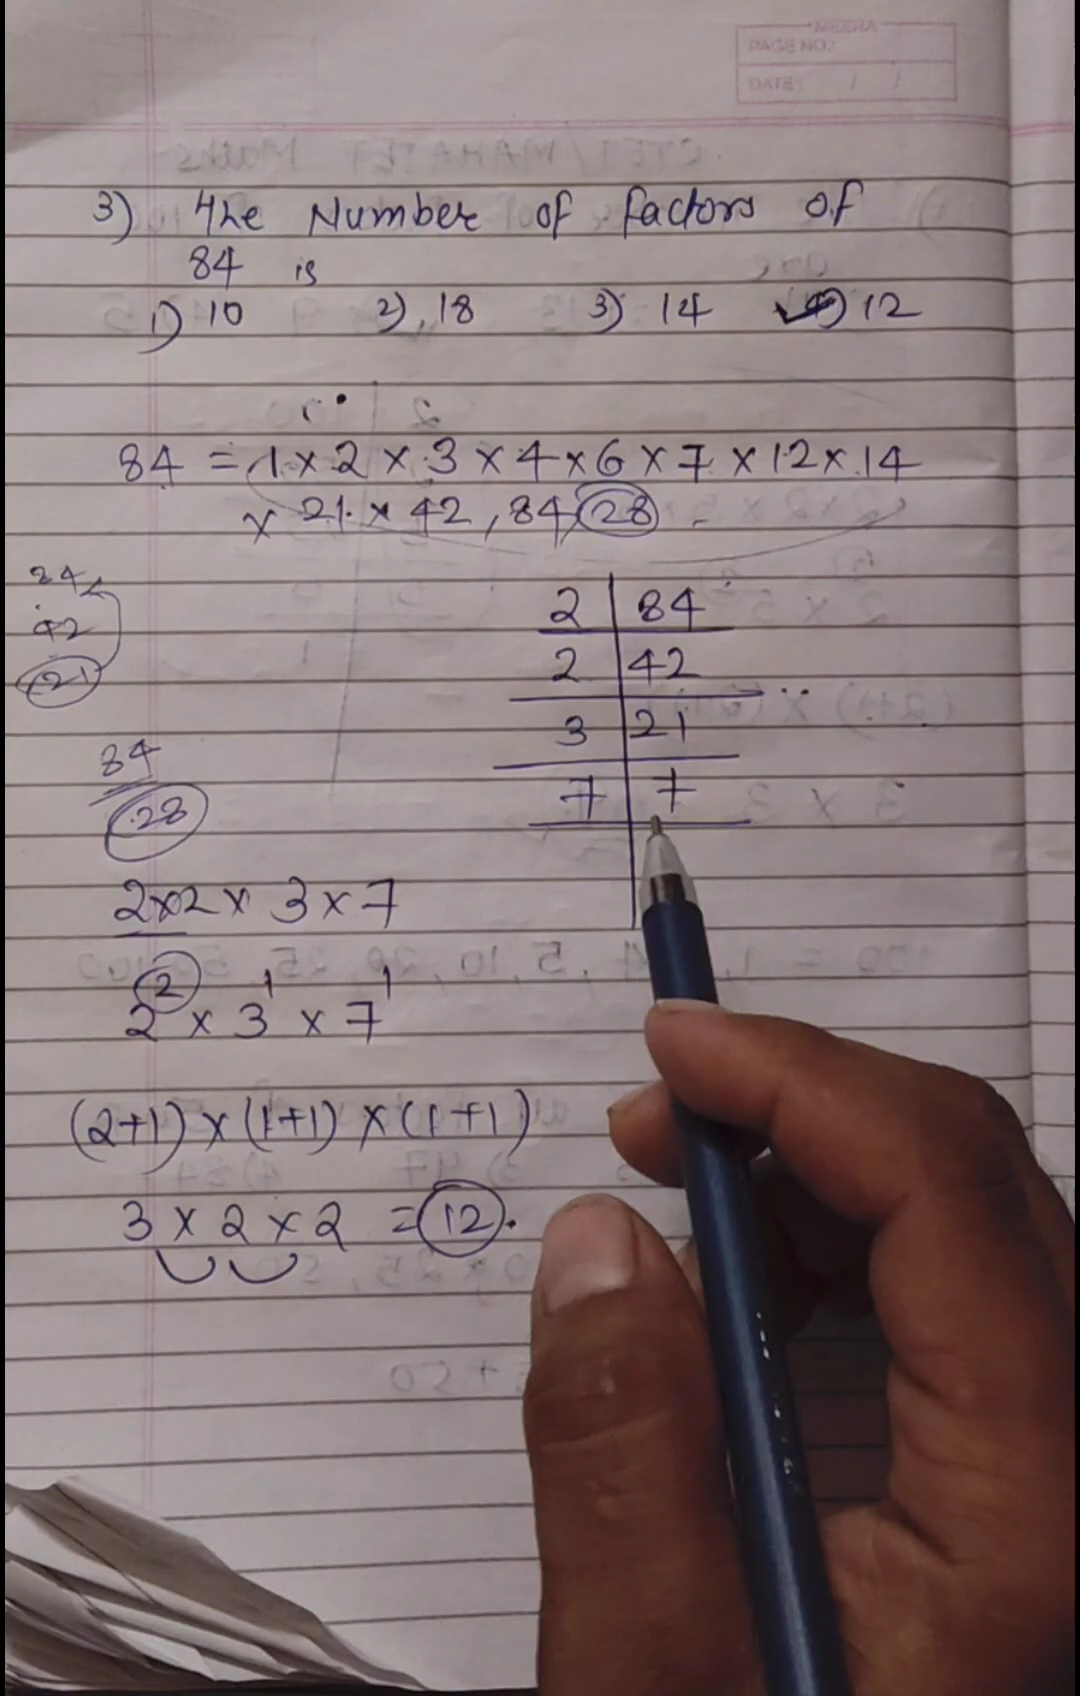 MEERA
PAGE NO.:
DATE: / /
3) The Number of factors of
84 is
1) 10 2) 18 3) 14 4) 12
84 = 1 × 2 × 3 × 4 × 6 × 7 × 12 × 14
× 21 × 42, 84, 28
84
42
21
2 | 84
2 | 42
3 | 21
7 | 7
84
28
2×2 × 3 × 7
2² × 3¹ × 7¹
(2+1) × (1+1) × (1+1)
3 × 2 × 2 = 12.